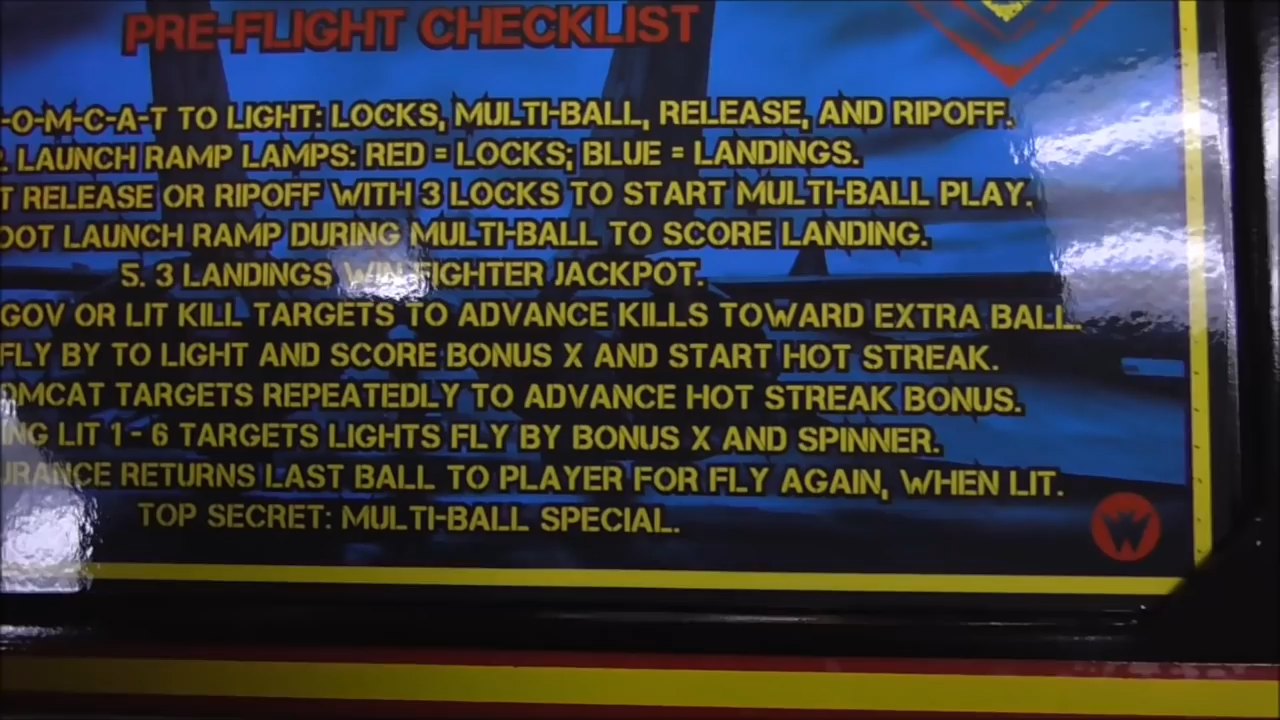 PRE-FLIGHT CHECKLIST
-O-M-C-A-T TO LIGHT: LOCKS, MULTI-BALL, RELEASE, AND RIPOFF.
. LAUNCH RAMP LAMPS: RED = LOCKS; BLUE = LANDINGS.
T RELEASE OR RIPOFF WITH 3 LOCKS TO START MULTI-BALL PLAY.
OOT LAUNCH RAMP DURING MULTI-BALL TO SCORE LANDING.
5. 3 LANDINGS WIN FIGHTER JACKPOT.
GOV OR LIT KILL TARGETS TO ADVANCE KILLS TOWARD EXTRA BALL.
FLY BY TO LIGHT AND SCORE BONUS X AND START HOT STREAK.
OMCAT TARGETS REPEATEDLY TO ADVANCE HOT STREAK BONUS.
ING LIT 1 - 6 TARGETS LIGHTS FLY BY BONUS X AND SPINNER.
URANCE RETURNS LAST BALL TO PLAYER FOR FLY AGAIN, WHEN LIT.
TOP SECRET: MULTI-BALL SPECIAL.
W